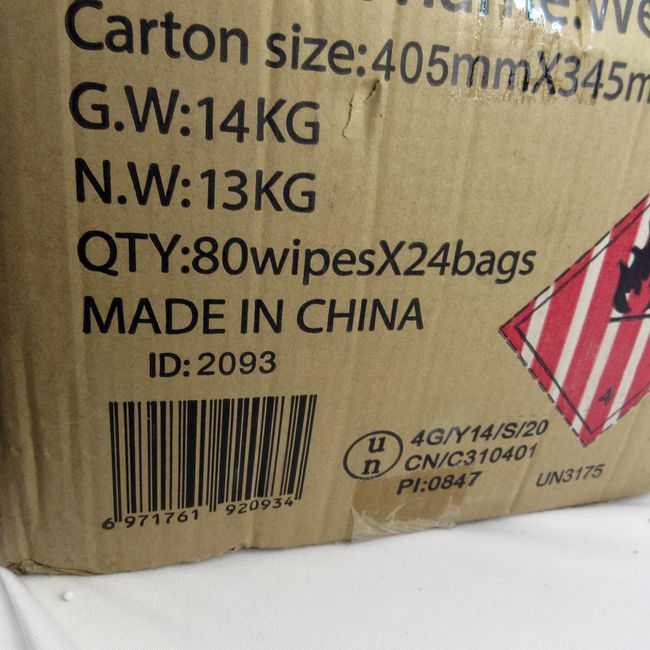 Carton size:405mmX345m
G.W:14KG
N.W:13KG
QTY:80wipesX24bags
MADE IN CHINA
ID:2093
6 971761 920934
un
4G/Y14/S/20
CN/C310401
PI:0847
UN3175
4